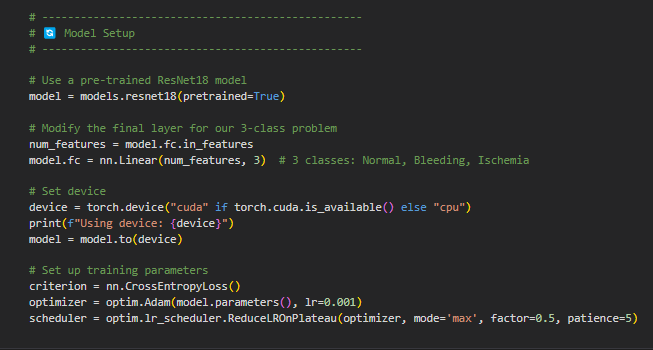 # --------------------------------------------------
# 🔄 Model Setup
# --------------------------------------------------
# Use a pre-trained ResNet18 model
model = models.resnet18(pretrained=True)
# Modify the final layer for our 3-class problem
num_features = model.fc.in_features
model.fc = nn.Linear(num_features, 3)  # 3 classes: Normal, Bleeding, Ischemia
# Set device
device = torch.device("cuda" if torch.cuda.is_available() else "cpu")
print(f"Using device: {device}")
model = model.to(device)
# Set up training parameters
criterion = nn.CrossEntropyLoss()
optimizer = optim.Adam(model.parameters(), lr=0.001)
scheduler = optim.lr_scheduler.ReduceLROnPlateau(optimizer, mode='max', factor=0.5, patience=5)